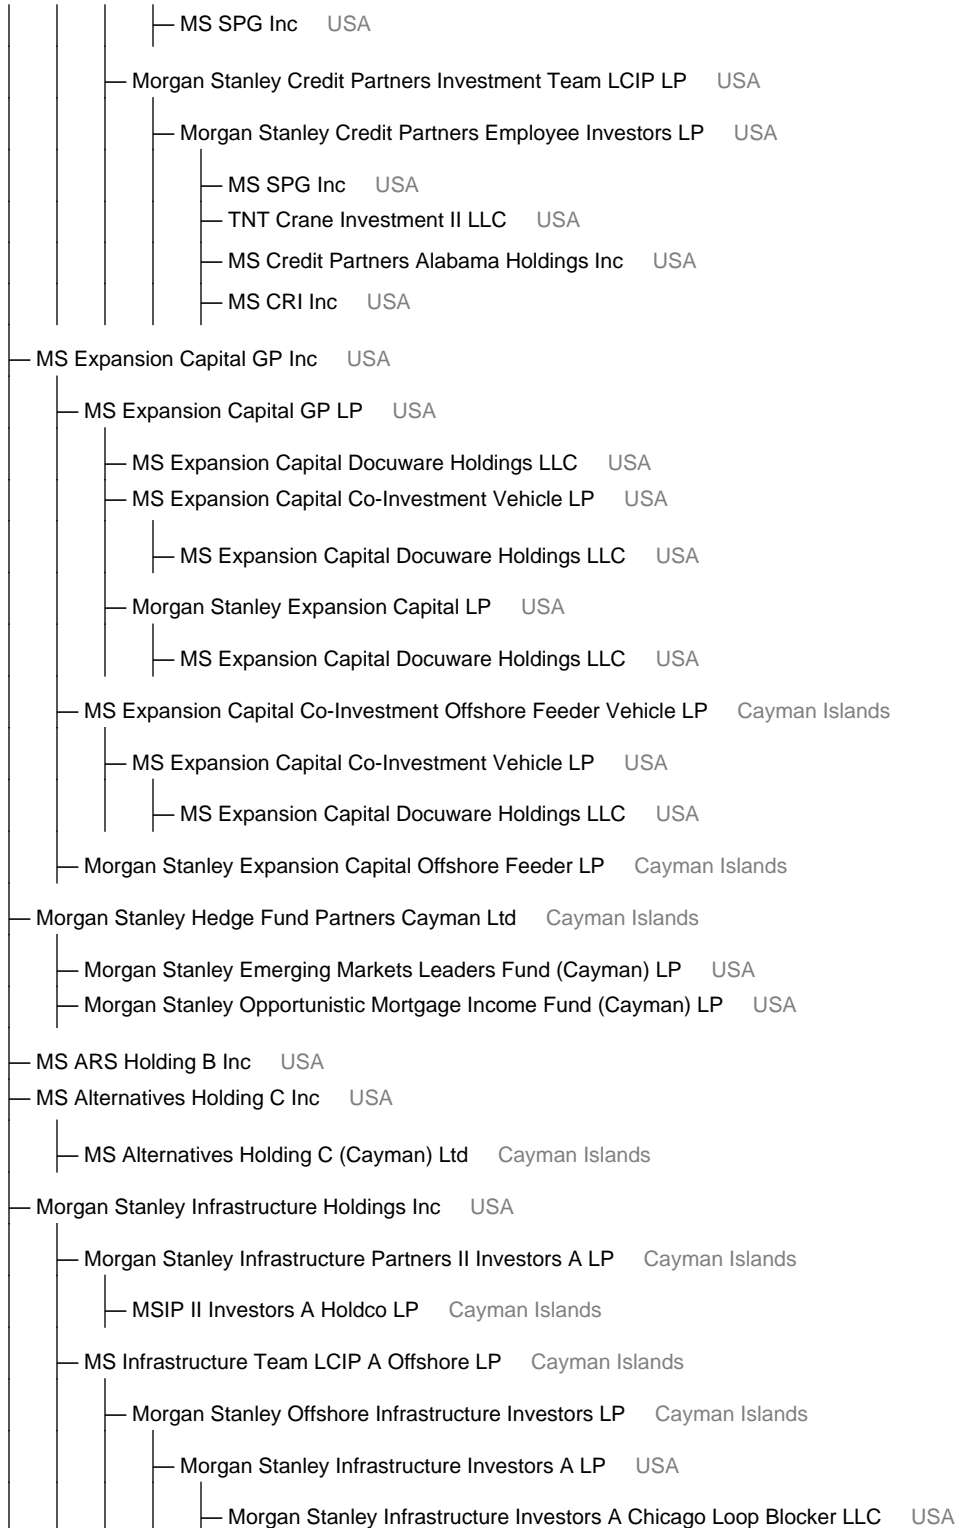 MS SPG Inc USA
Morgan Stanley Credit Partners Investment Team LCIP LP USA
Morgan Stanley Credit Partners Employee Investors LP USA
MS SPG Inc USA
TNT Crane Investment II LLC USA
MS Credit Partners Alabama Holdings Inc USA
MS CRI Inc USA
MS Expansion Capital GP Inc USA
MS Expansion Capital GP LP USA
MS Expansion Capital Docuware Holdings LLC USA
MS Expansion Capital Co-Investment Vehicle LP USA
MS Expansion Capital Docuware Holdings LLC USA
Morgan Stanley Expansion Capital LP USA
MS Expansion Capital Docuware Holdings LLC USA
MS Expansion Capital Co-Investment Offshore Feeder Vehicle LP Cayman Islands
MS Expansion Capital Co-Investment Vehicle LP USA
MS Expansion Capital Docuware Holdings LLC USA
Morgan Stanley Expansion Capital Offshore Feeder LP Cayman Islands
Morgan Stanley Hedge Fund Partners Cayman Ltd Cayman Islands
Morgan Stanley Emerging Markets Leaders Fund (Cayman) LP USA
Morgan Stanley Opportunistic Mortgage Income Fund (Cayman) LP USA
MS ARS Holding B Inc USA
MS Alternatives Holding C Inc USA
MS Alternatives Holding C (Cayman) Ltd Cayman Islands
Morgan Stanley Infrastructure Holdings Inc USA
Morgan Stanley Infrastructure Partners II Investors A LP Cayman Islands
MSIP II Investors A Holdco LP Cayman Islands
MS Infrastructure Team LCIP A Offshore LP Cayman Islands
Morgan Stanley Offshore Infrastructure Investors LP Cayman Islands
Morgan Stanley Infrastructure Investors A LP USA
Morgan Stanley Infrastructure Investors A Chicago Loop Blocker LLC USA